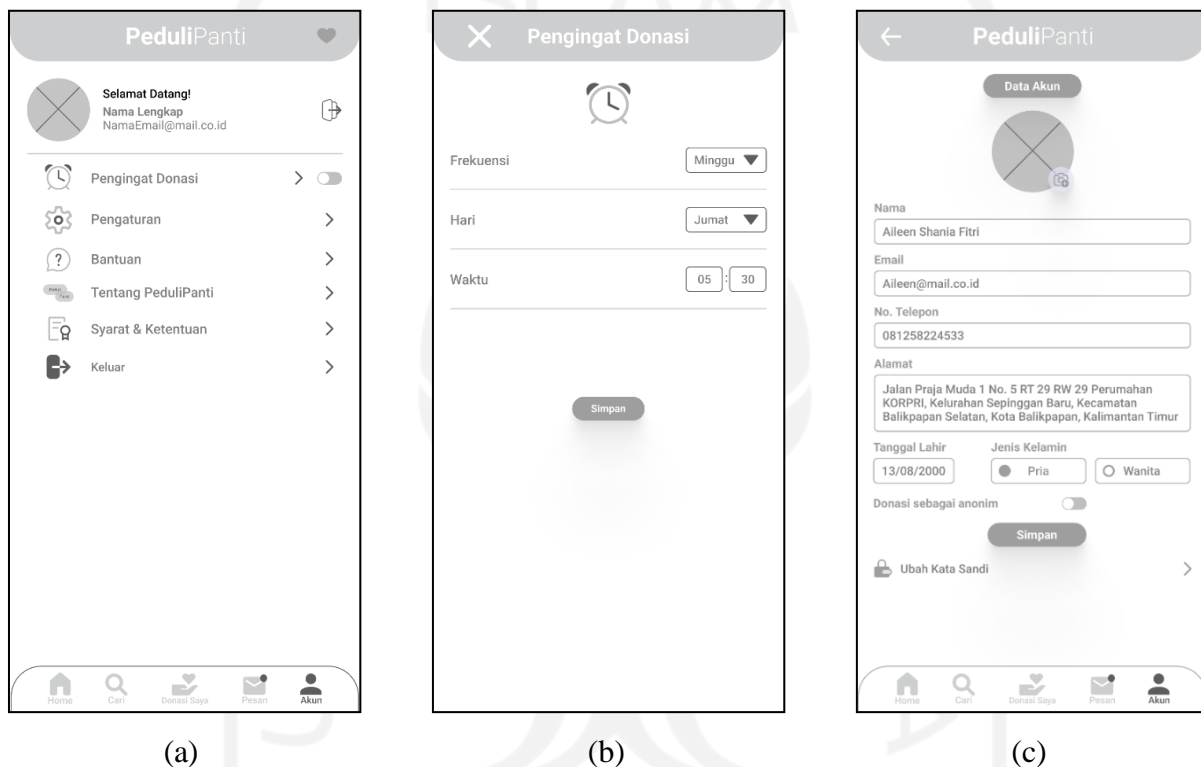 PeduliPanti
Selamat Datang!
Nama Lengkap
NamaEmail@mail.co.id
Pengingat Donasi
Pengaturan
Bantuan
Tentang PeduliPanti
Syarat & Ketentuan
Keluar
Home
Cari
Donasi Saya
Pesan
Akun
(a)
Pengingat Donasi
Frekuensi
Minggu
Hari
Jumat
Waktu
05 : 30
Simpan
(b)
PeduliPanti
Data Akun
Nama
Aileen Shania Fitri
Email
Aileen@mail.co.id
No. Telepon
081258224533
Alamat
Jalan Praja Muda 1 No. 5 RT 29 RW 29 Perumahan
KORPRI, Kelurahan Sepinggan Baru, Kecamatan
Balikpapan Selatan, Kota Balikpapan, Kalimantan Timur
Tanggal Lahir
Jenis Kelamin
13/08/2000
Pria
Wanita
Donasi sebagai anonim
Simpan
Ubah Kata Sandi
Home
Cari
Donasi Saya
Pesan
Akun
(c)